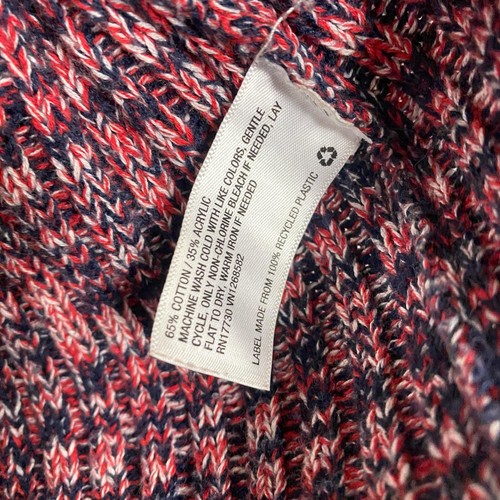 65% COTTON / 35% ACRYLIC
MACHINE WASH COLD WITH LIKE COLORS, GENTLE
CYCLE, ONLY NON-CHLORINE BLEACH IF NEEDED, LAY
FLAT TO DRY. WARM IRON IF NEEDED
RN17730 VN1268582
LABEL MADE FROM 100% RECYCLED PLASTIC